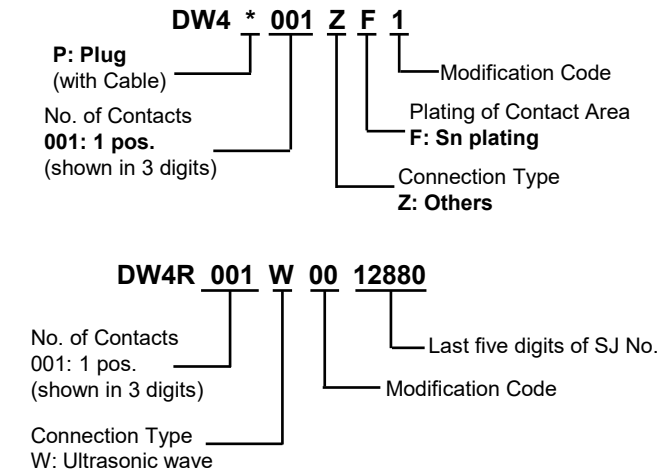 DW4 * 001 Z F 1
P: Plug
(with Cable)
Modification Code
No. of Contacts
001: 1 pos.
(shown in 3 digits)
Plating of Contact Area
F: Sn plating
Connection Type
Z: Others
DW4R 001 W 00 12880
No. of Contacts
001: 1 pos.
(shown in 3 digits)
Last five digits of SJ No.
Modification Code
Connection Type
W: Ultrasonic wave